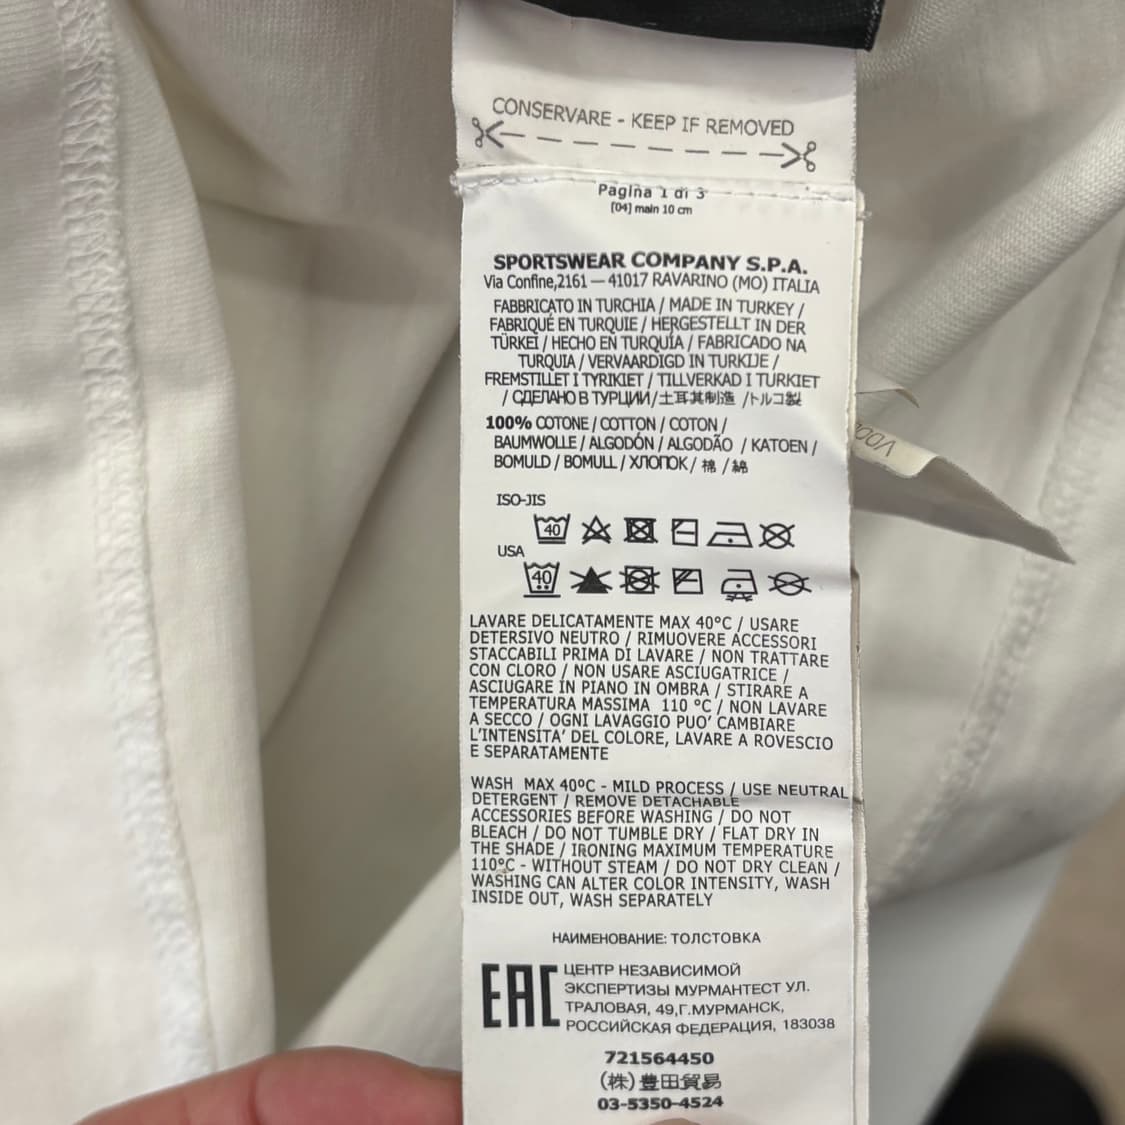 CONSERVARE - KEEP IF REMOVED
Pagina 1 di 3
[04] main 10 cm
SPORTSWEAR COMPANY S.P.A.
Via Confine,2161 — 41017 RAVARINO (MO) ITALIA
FABBRICATO IN TURCHIA / MADE IN TURKEY /
FABRIQUÉ EN TURQUIE / HERGESTELLT IN DER
TÜRKEI / HECHO EN TURQUÍA / FABRICADO NA
TURQUIA / VERVAARDIGD IN TURKIJE /
FREMSTILLET I TYRKIET / TILLVERKAD I TURKIET
/ СДЕЛАНО В ТУРЦИИ/土耳其制造 /トルコ製
100% COTONE / COTTON / COTON /
BAUMWOLLE / ALGODÓN / ALGODÃO / KATOEN /
BOMULD / BOMULL / ХЛОПОК / 棉 / 綿
ISO-JIS
40
USA
40
LAVARE DELICATAMENTE MAX 40°C / USARE
DETERSIVO NEUTRO / RIMUOVERE ACCESSORI
STACCABILI PRIMA DI LAVARE / NON TRATTARE
CON CLORO / NON USARE ASCIUGATRICE /
ASCIUGARE IN PIANO IN OMBRA / STIRARE A
TEMPERATURA MASSIMA 110 °C / NON LAVARE
A SECCO / OGNI LAVAGGIO PUO' CAMBIARE
L'INTENSITA' DEL COLORE, LAVARE A ROVESCIO
E SEPARATAMENTE
WASH MAX 40ºC - MILD PROCESS / USE NEUTRAL
DETERGENT / REMOVE DETACHABLE
ACCESSORIES BEFORE WASHING / DO NOT
BLEACH / DO NOT TUMBLE DRY / FLAT DRY IN
THE SHADE / IRONING MAXIMUM TEMPERATURE
110°C - WITHOUT STEAM / DO NOT DRY CLEAN /
WASHING CAN ALTER COLOR INTENSITY, WASH
INSIDE OUT, WASH SEPARATELY
НАИМЕНОВАНИЕ: ТОЛСТОВКА
EAC ЦЕНТР НЕЗАВИСИМОЙ
ЭКСПЕРТИЗЫ МУРМАНТЕСТ УЛ.
ТРАЛОВАЯ, 49,Г.МУРМАНСК,
РОССИЙСКАЯ ФЕДЕРАЦИЯ, 183038
721564450
(株)豊田貿易
03-5350-4524